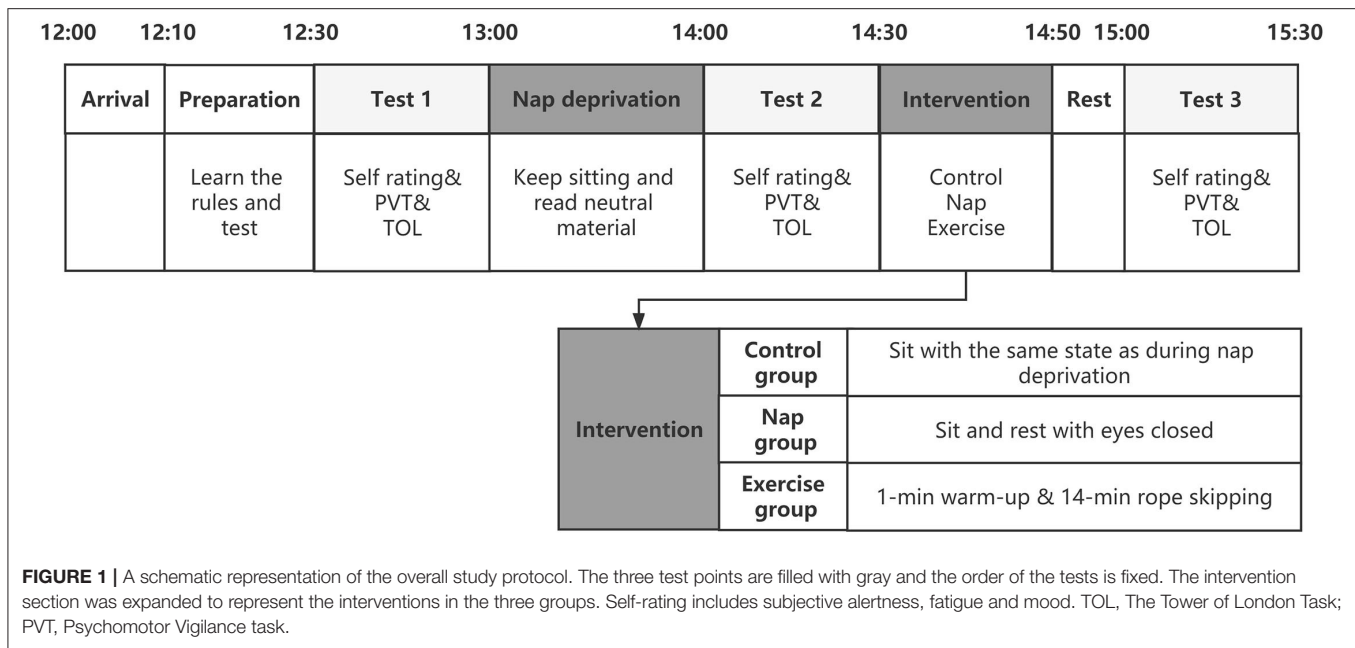 12:00 12:10 12:30 13:00 14:00 14:30 14:50 15:00 15:30
Arrival Preparation Test 1 Nap deprivation Test 2 Intervention Rest Test 3
Learn the
rules and
test
Self rating&
PVT&
TOL
Keep sitting and
read neutral
material
Self rating&
PVT&
TOL
Control
Nap
Exercise
Self rating&
PVT&
TOL
Intervention
Control
group
Sit with the same state as during nap
deprivation
Nap
group
Sit and rest with eyes closed
Exercise
group
1-min warm-up & 14-min rope skipping
FIGURE 1 | A schematic representation of the overall study protocol. The three test points are filled with gray and the order of the tests is fixed. The intervention
section was expanded to represent the interventions in the three groups. Self-rating includes subjective alertness, fatigue and mood. TOL, The Tower of London Task;
PVT, Psychomotor Vigilance task.